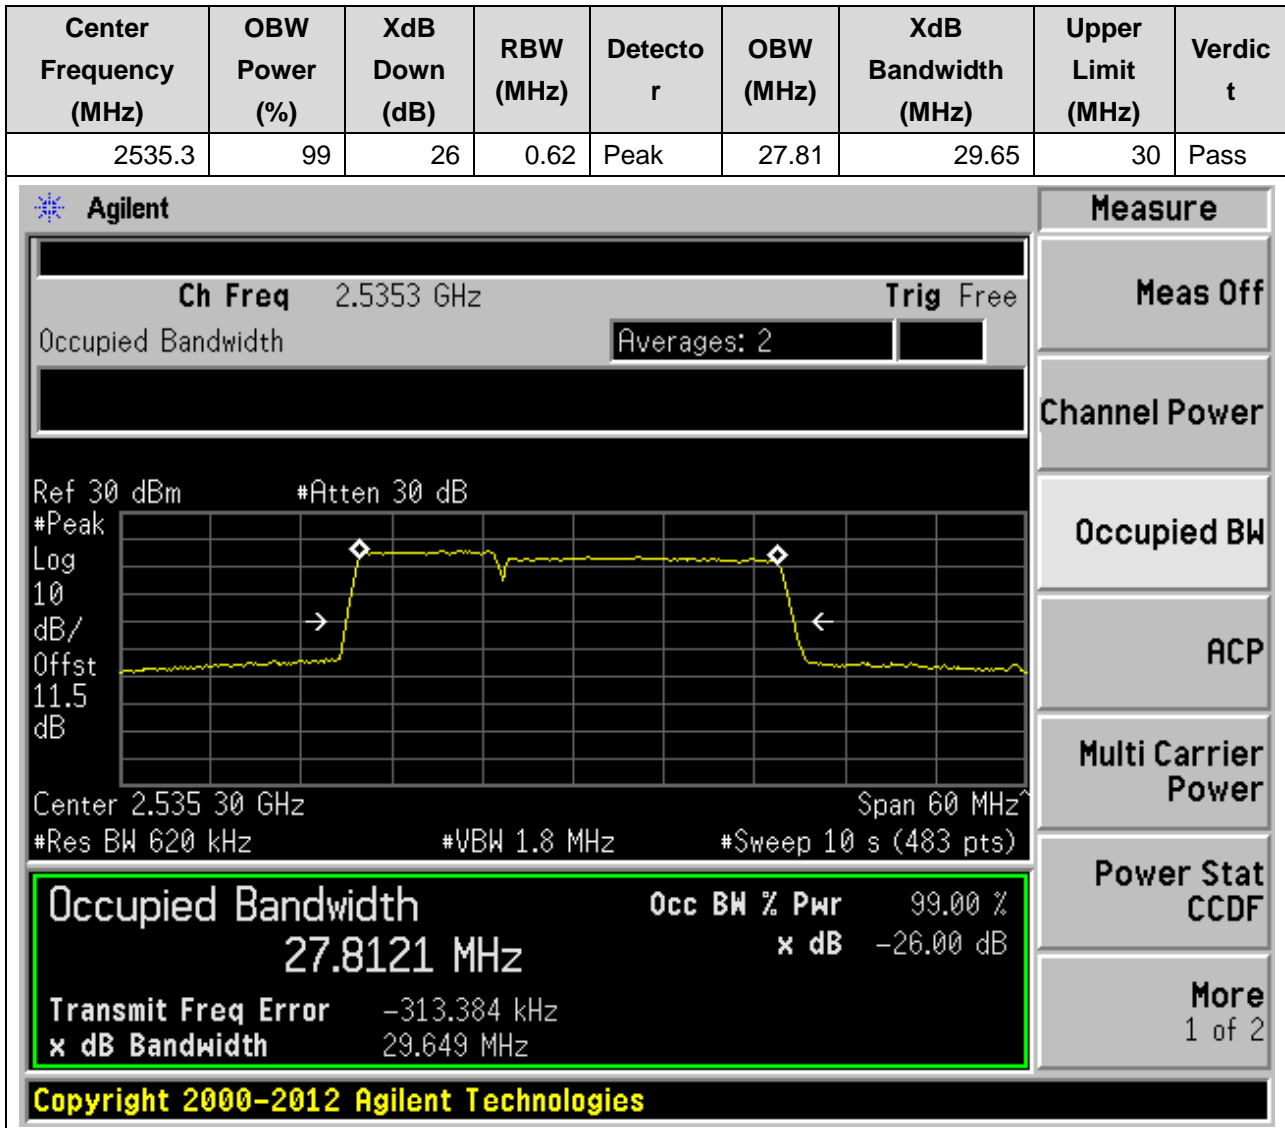 Center Frequency (MHz) OBW Power (%) XdB Down (dB) RBW (MHz) Detector OBW (MHz) XdB Bandwidth (MHz) Upper Limit (MHz) Verdict
2535.3 99 26 0.62 Peak 27.81 29.65 30 Pass
Agilent
Ch Freq 2.5353 GHz Trig Free
Occupied Bandwidth Averages: 2
Ref 30 dBm #Atten 30 dB
#Peak
Log
10
dB/
Offst
11.5
dB
Center 2.535 30 GHz Span 60 MHz^
#Res BW 620 kHz #VBW 1.8 MHz #Sweep 10 s (483 pts)
Occupied Bandwidth Occ BW % Pwr 99.00 %
27.8121 MHz x dB -26.00 dB
Transmit Freq Error -313.384 kHz
x dB Bandwidth 29.649 MHz
Measure
Meas Off
Channel Power
Occupied BW
ACP
Multi Carrier
Power
Power Stat
CCDF
More
1 of 2
Copyright 2000-2012 Agilent Technologies